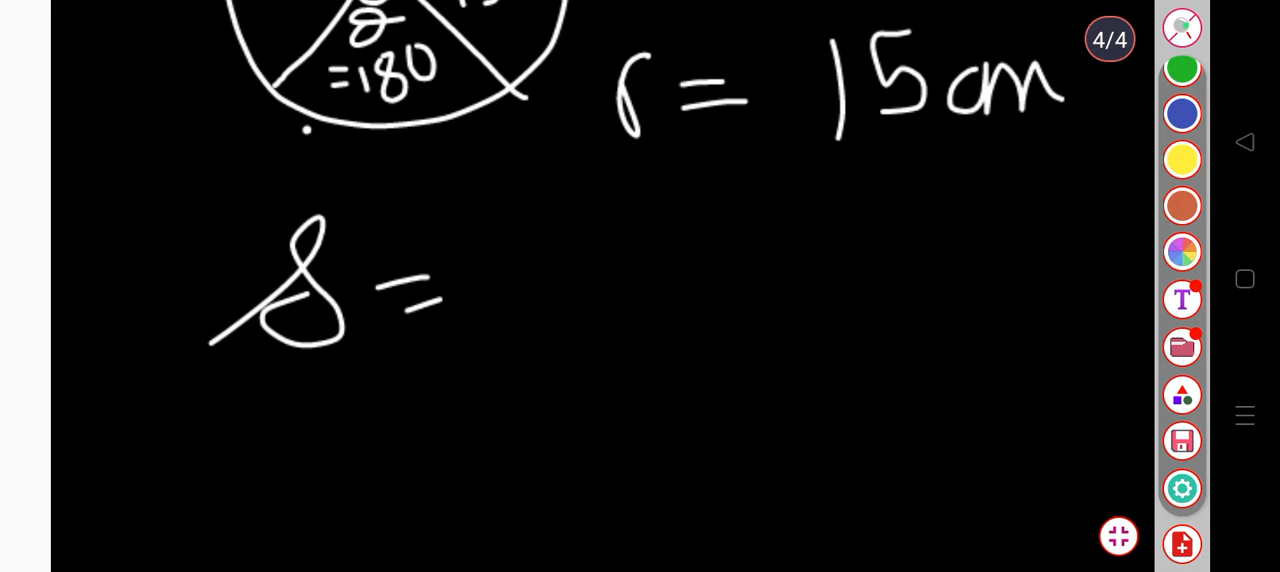 = 180
r = 15 cm
S =
4/4
T